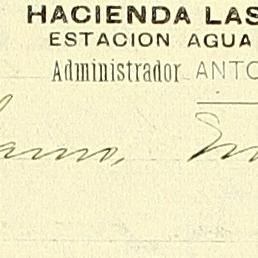 HACIENDA LAS
ESTACION AGUA
Administrador ANTO